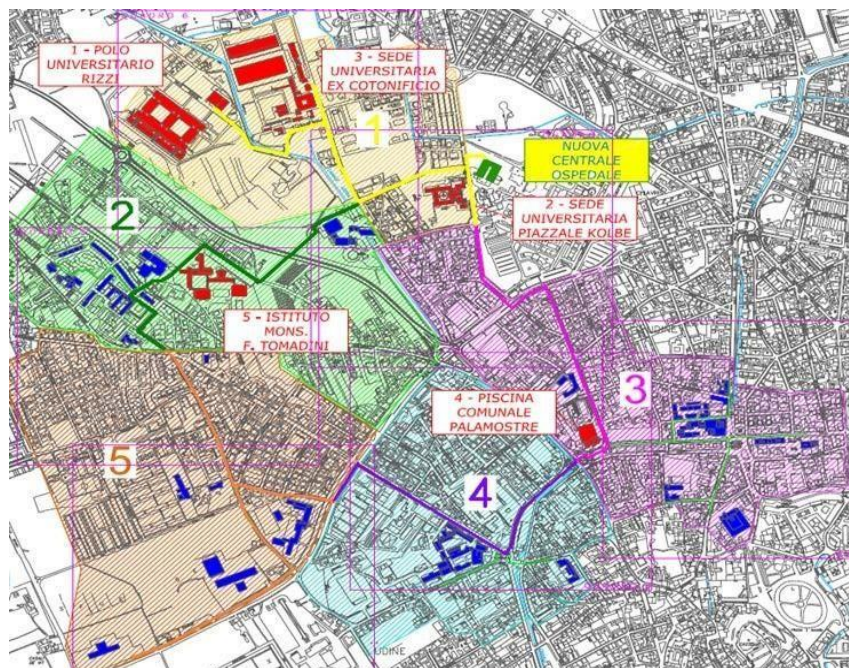 1 - POLO
UNIVERSITARIO
RIZZI
3 - SEDE
UNIVERSITARIA
EX COTONIFICIO
1
NUOVA
CENTRALE
OSPEDALE
2
2 - SEDE
UNIVERSITARIA
PIAZZALE KOLBE
5 - ISTITUTO
MONS.
F. TOMADINI
4 - PISCINA
COMUNALE
PALAMOSTRE
3
5
4
UDINE